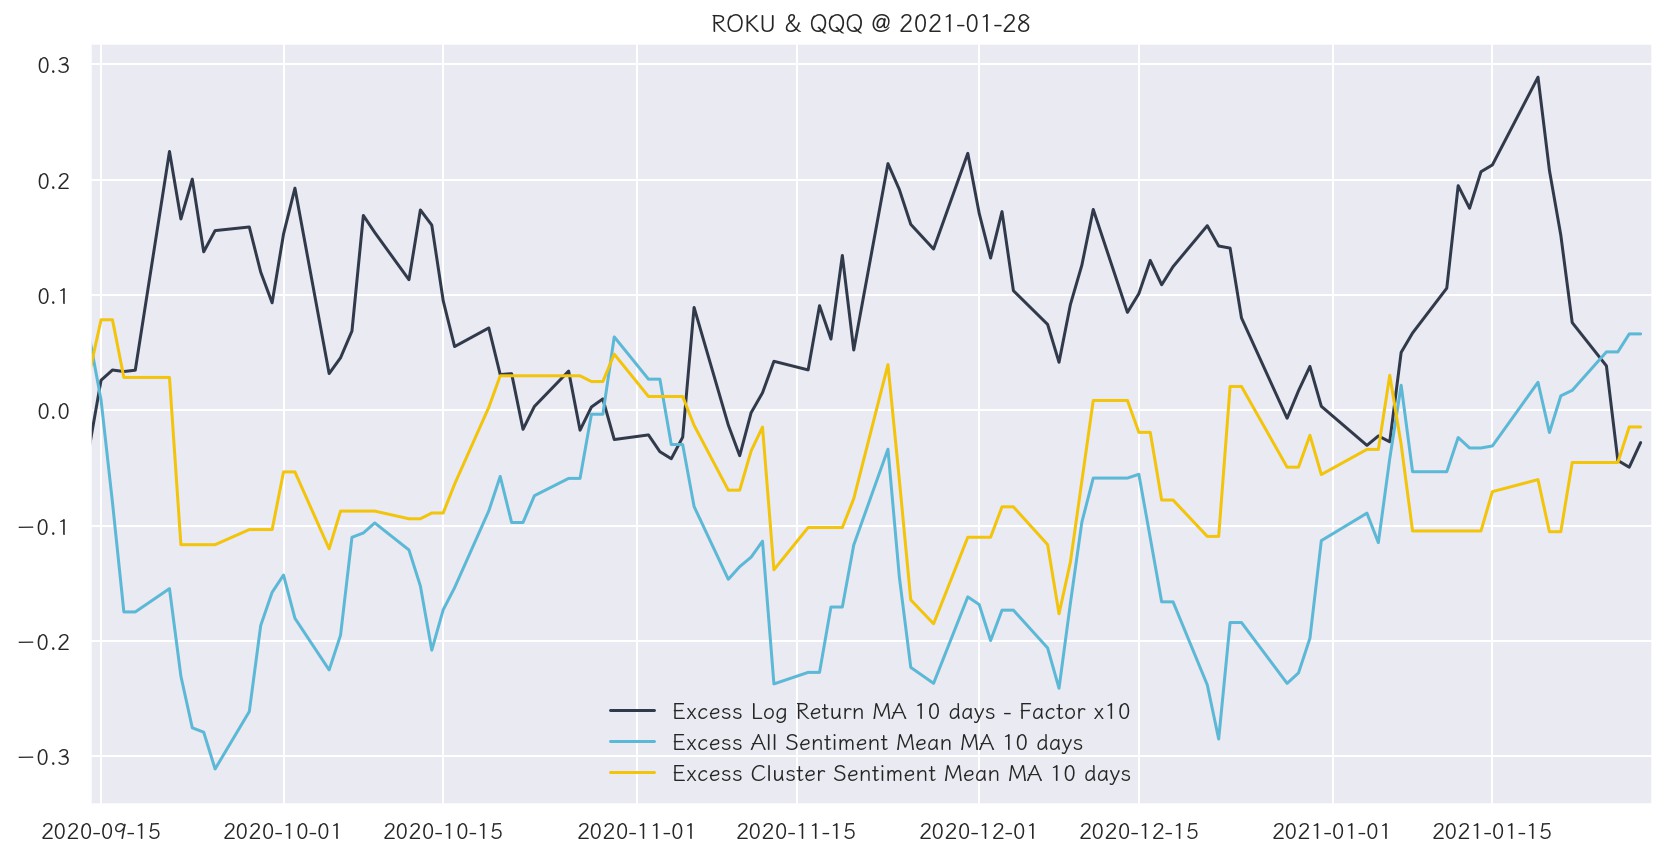 ROKU & QQQ @ 2021-01-28
0.3
0.2
0.1
0.0
−0.1
−0.2
−0.3
Excess Log Return MA 10 days - Factor x10
Excess All Sentiment Mean MA 10 days
Excess Cluster Sentiment Mean MA 10 days
2020-09-15 2020-10-01 2020-10-15 2020-11-01 2020-11-15 2020-12-01 2020-12-15 2021-01-01 2021-01-15